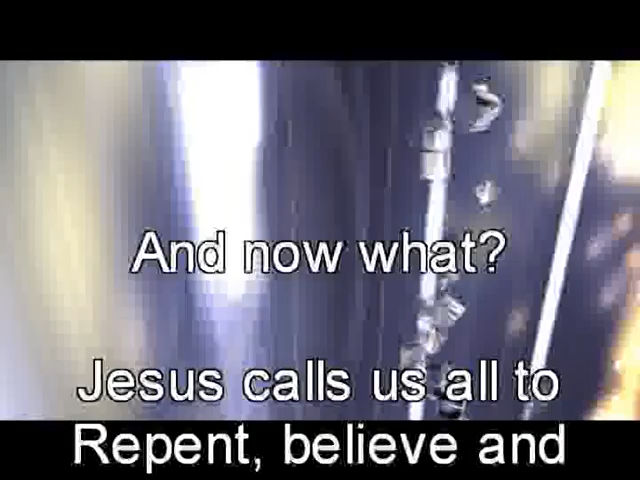 And now what?
Jesus calls us all to
Repent, believe and